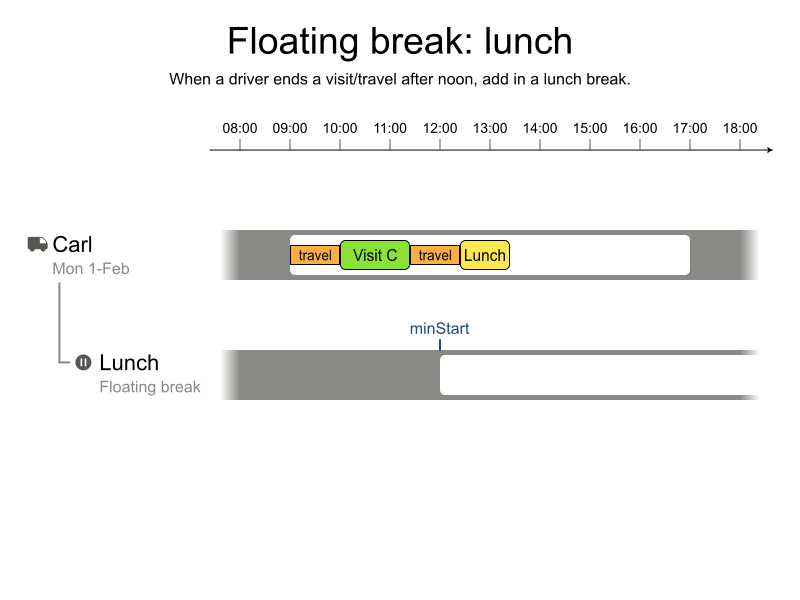 Floating break: lunch
When a driver ends a visit/travel after noon, add in a lunch break.
08:00 09:00 10:00 11:00 12:00 13:00 14:00 15:00 16:00 17:00 18:00
Carl
Mon 1-Feb
travel Visit C travel Lunch
minStart
Lunch
Floating break